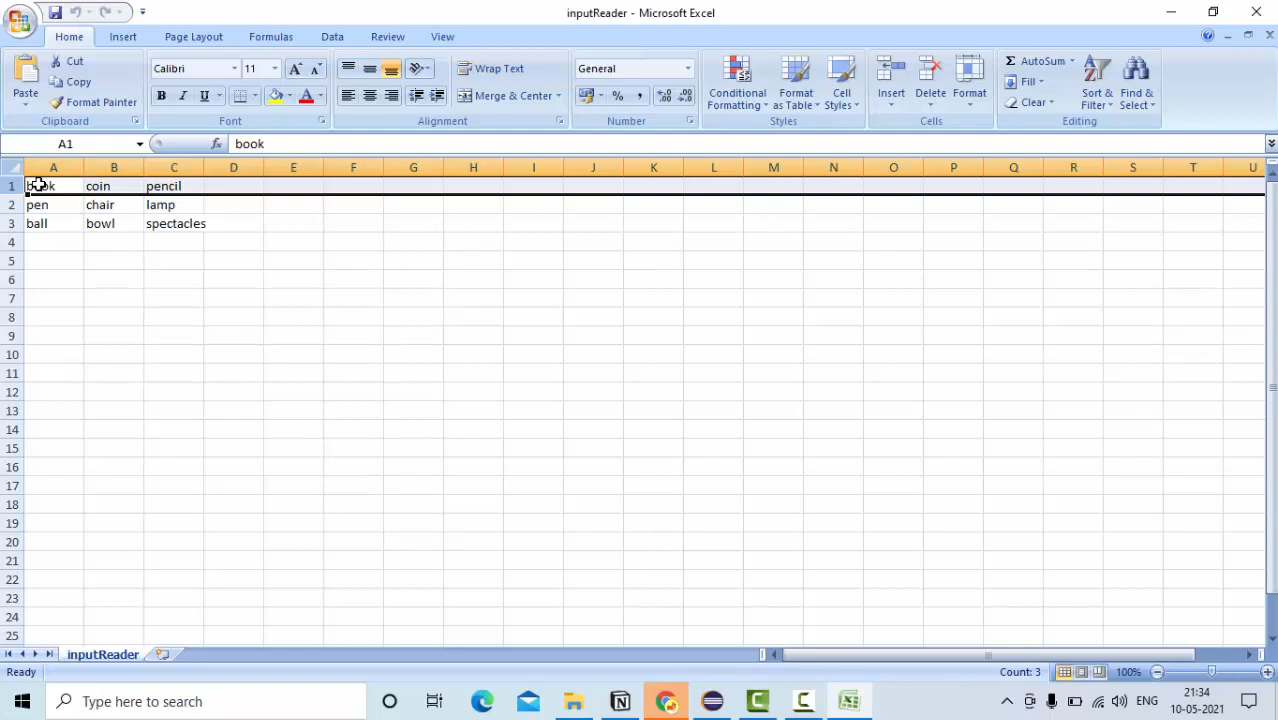 inputReader - Microsoft Excel
Home Insert Page Layout Formulas Data Review View
Paste Cut Calibri 11 A A Wrap Text General Conditional Formatting Format as Table Cell Styles Insert Delete Format Σ AutoSum Sort & Filter Find & Select
Copy Fill
Format Painter B I U A Merge & Center % , .0 .00 Clear
Clipboard Font Alignment Number Styles Cells Editing
A1 fx book
A B C D E F G H I J K L M N O P Q R S T U
1 book coin pencil
2 pen chair lamp
3 ball bowl spectacles
4
5
6
7
8
9
10
11
12
13
14
15
16
17
18
19
20
21
22
23
24
25
inputReader
Ready Count: 3 100%
Type here to search ENG 21:34
10-05-2021